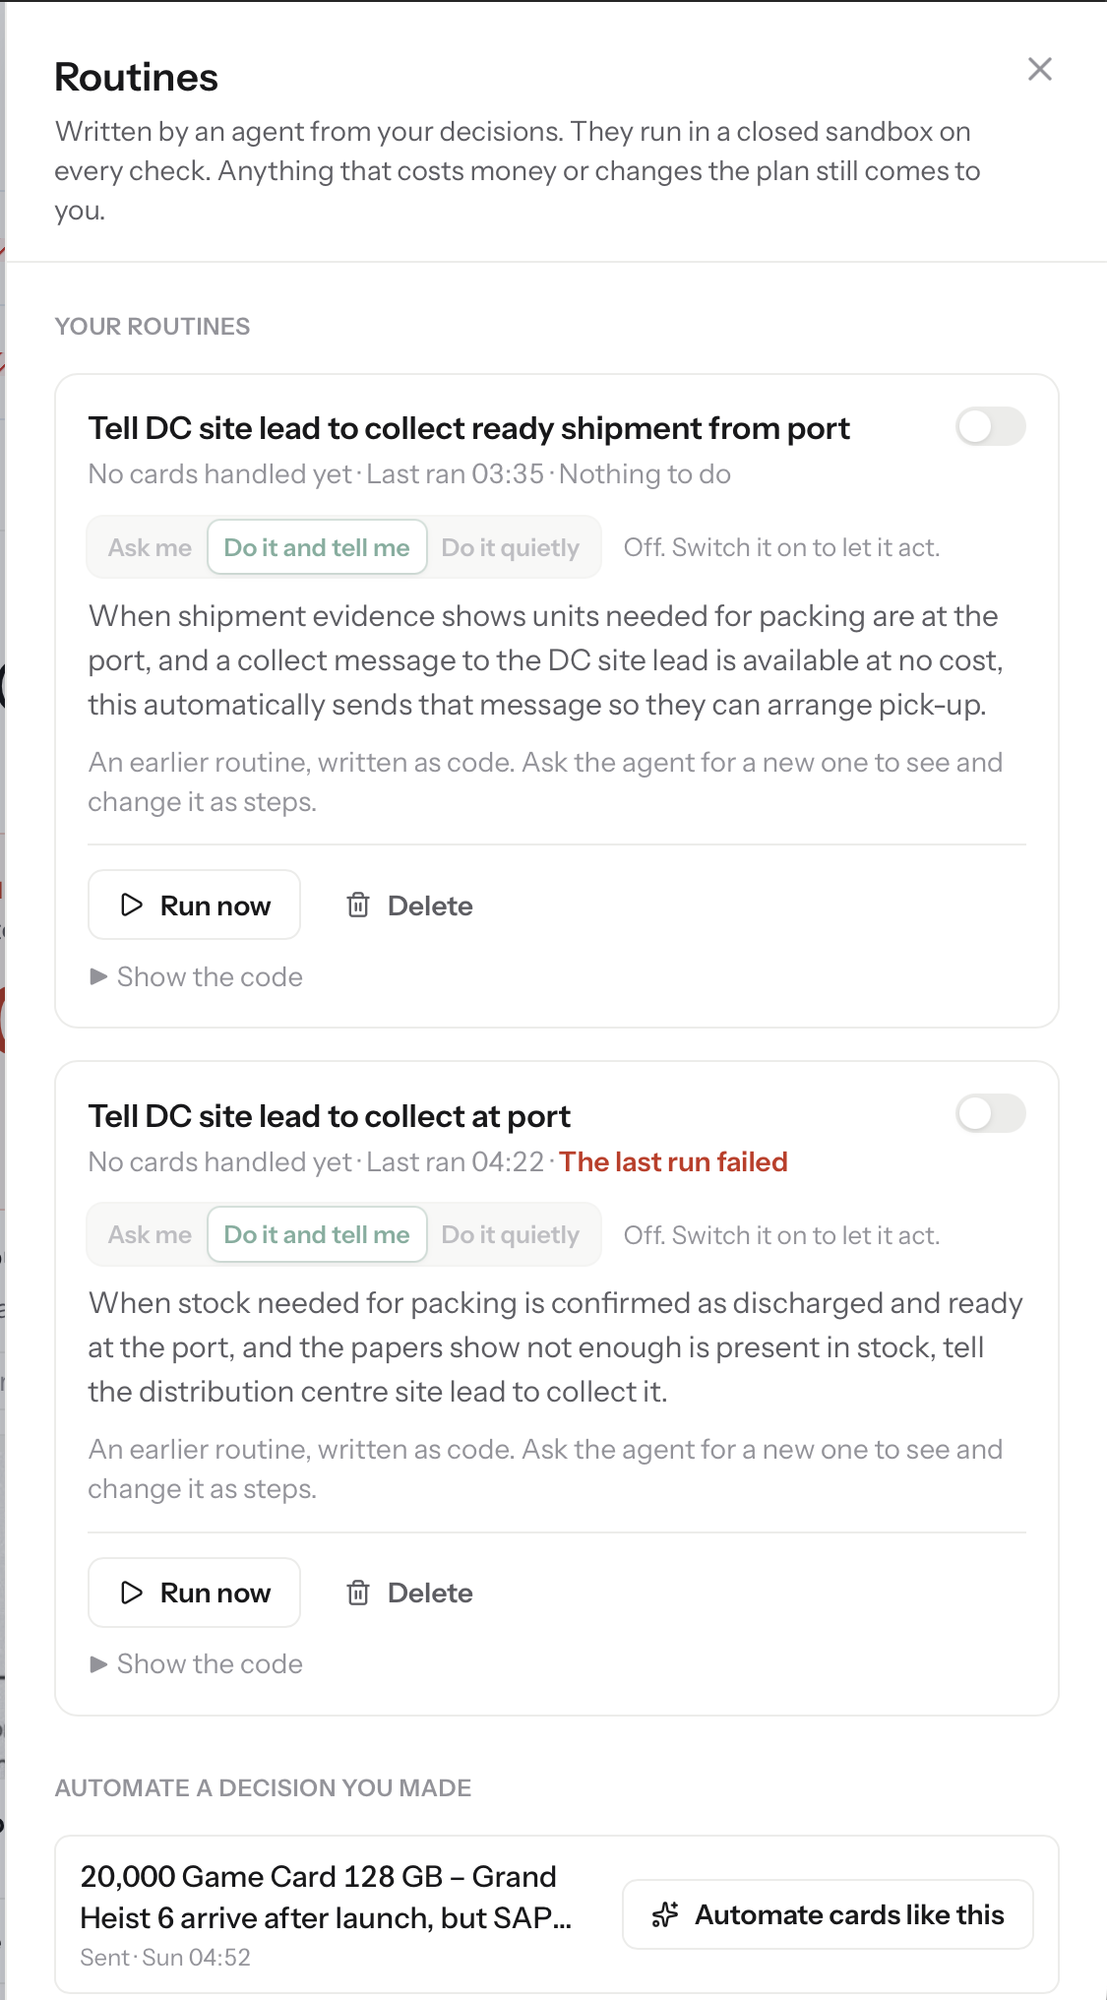 Routines
Written by an agent from your decisions. They run in a closed sandbox on
every check. Anything that costs money or changes the plan still comes to
you.
YOUR ROUTINES
Tell DC site lead to collect ready shipment from port
No cards handled yet · Last ran 03:35 · Nothing to do
Ask me Do it and tell me Do it quietly Off. Switch it on to let it act.
When shipment evidence shows units needed for packing are at the
port, and a collect message to the DC site lead is available at no cost,
this automatically sends that message so they can arrange pick-up.
An earlier routine, written as code. Ask the agent for a new one to see and
change it as steps.
Run now Delete
Show the code
Tell DC site lead to collect at port
No cards handled yet · Last ran 04:22 · The last run failed
Ask me Do it and tell me Do it quietly Off. Switch it on to let it act.
When stock needed for packing is confirmed as discharged and ready
at the port, and the papers show not enough is present in stock, tell
the distribution centre site lead to collect it.
An earlier routine, written as code. Ask the agent for a new one to see and
change it as steps.
Run now Delete
Show the code
AUTOMATE A DECISION YOU MADE
20,000 Game Card 128 GB – Grand
Heist 6 arrive after launch, but SAP...
Sent · Sun 04:52
Automate cards like this